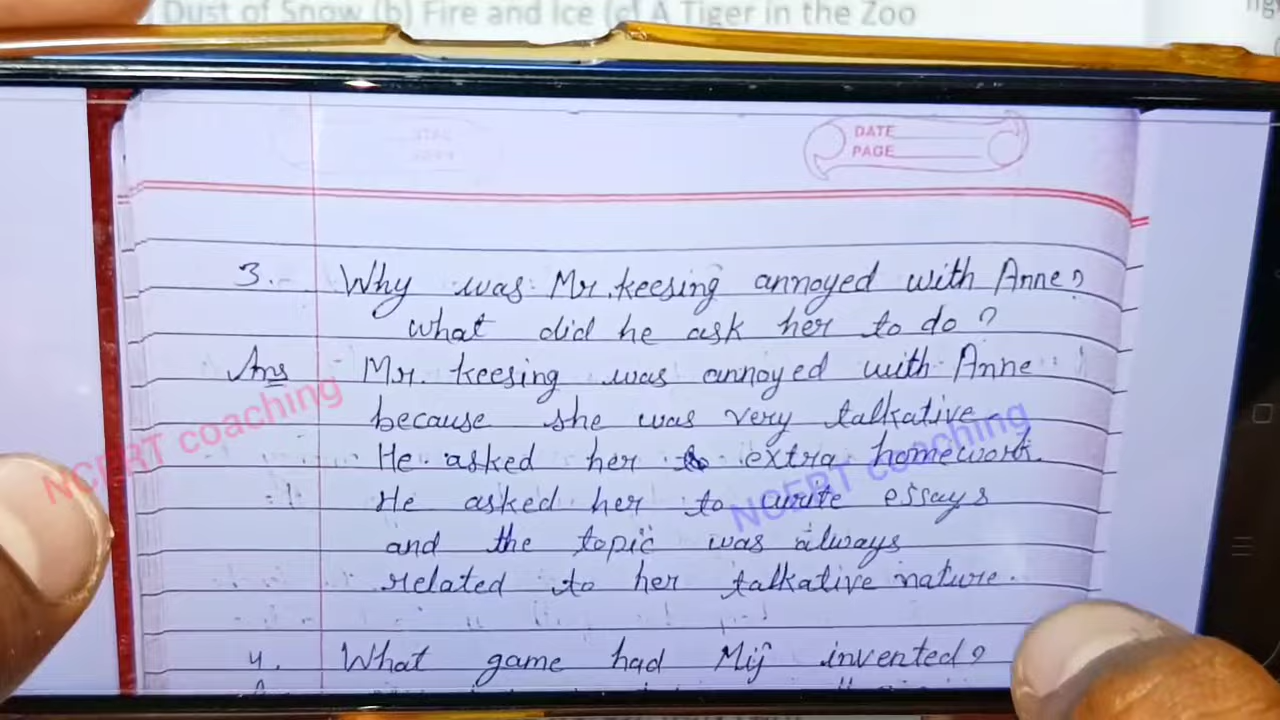 Dust of Snow (b) Fire and Ice (c) A Tiger in the Zoo
DATE
PAGE
3. Why was Mr. keesing annoyed with Anne?
what did he ask her to do?
Ans Mr. keesing was annoyed with Anne
because she was very talkative
He asked her to extra homework.
He asked her to write essays
and the topic was always
related to her talkative nature.
4. What game had Mij invented?
NCERT coaching
NCERT coaching